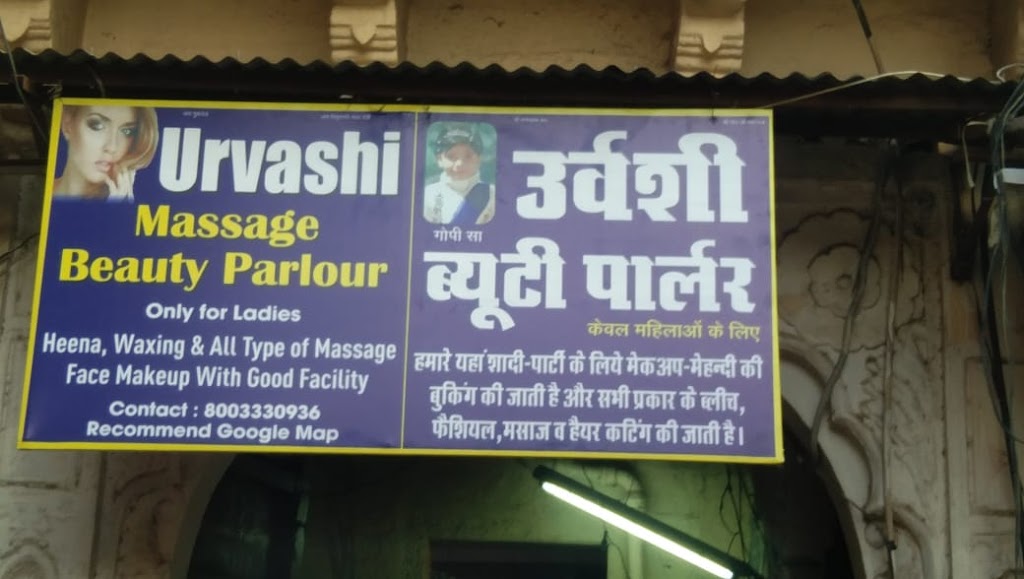 Urvashi
Massage
Beauty Parlour
Only for Ladies
Heena, Waxing & All Type of Massage
Face Makeup With Good Facility
Contact : 8003330936
Recommend Google Map
गोपी सा
उर्वशी
ब्यूटी पार्लर
केवल महिलाओं के लिए
हमारे यहां शादी-पार्टी के लिये मेकअप-मेहन्दी की
बुकिंग की जाती है और सभी प्रकार के ब्लीच,
फेशियल,मसाज व हैयर कटिंग की जाती है।